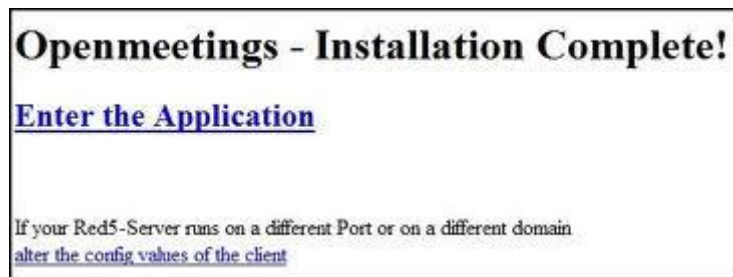 Openmeetings - Installation Complete!
Enter the Application
If your Red5-Server runs on a different Port or on a different domain
alter the config values of the client